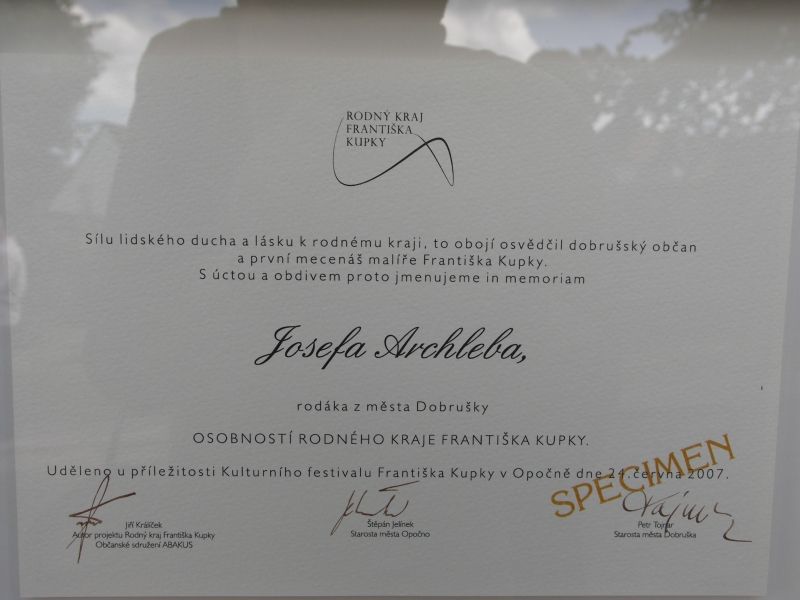 RODNÝ KRAJ
FRANTIŠKA
KUPKY
Sílu lidského ducha a lásku k rodnému kraji, to obojí osvědčil dobrušský občan
a první mecenáš malíře Františka Kupky.
S úctou a obdivem proto jmenujeme in memoriam
Josefa Archleba,
rodáka z města Dobrušky
OSOBNOSTÍ RODNÉHO KRAJE FRANTIŠKA KUPKY.
Uděleno u příležitosti Kulturního festivalu Františka Kupky v Opočně dne 24. června 2007.
SPECIMEN
Jiří Králíček
Autor projektu Rodný kraj Františka Kupky
Občanské sdružení ABAKUS
Štěpán Jelínek
Starosta města Opočno
Petr Tojnar
Starosta města Dobruška